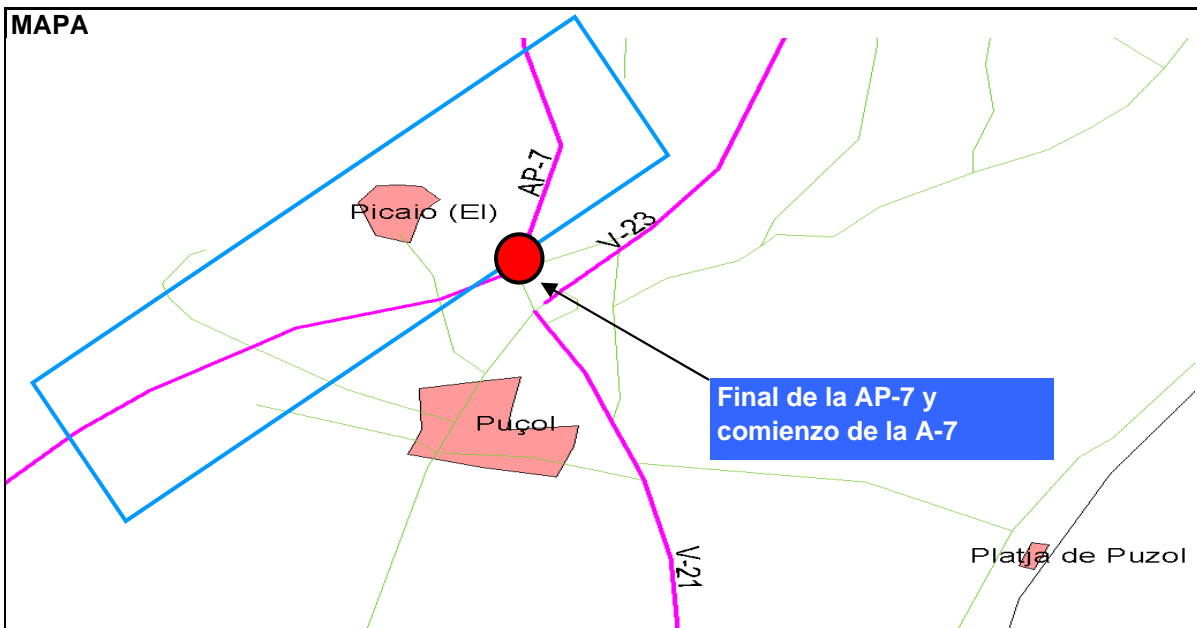 MAPA
AP-7
Picaio (El)
V-23
Final de la AP-7 y
comienzo de la A-7
Puçol
V-21
Platja de Puzol